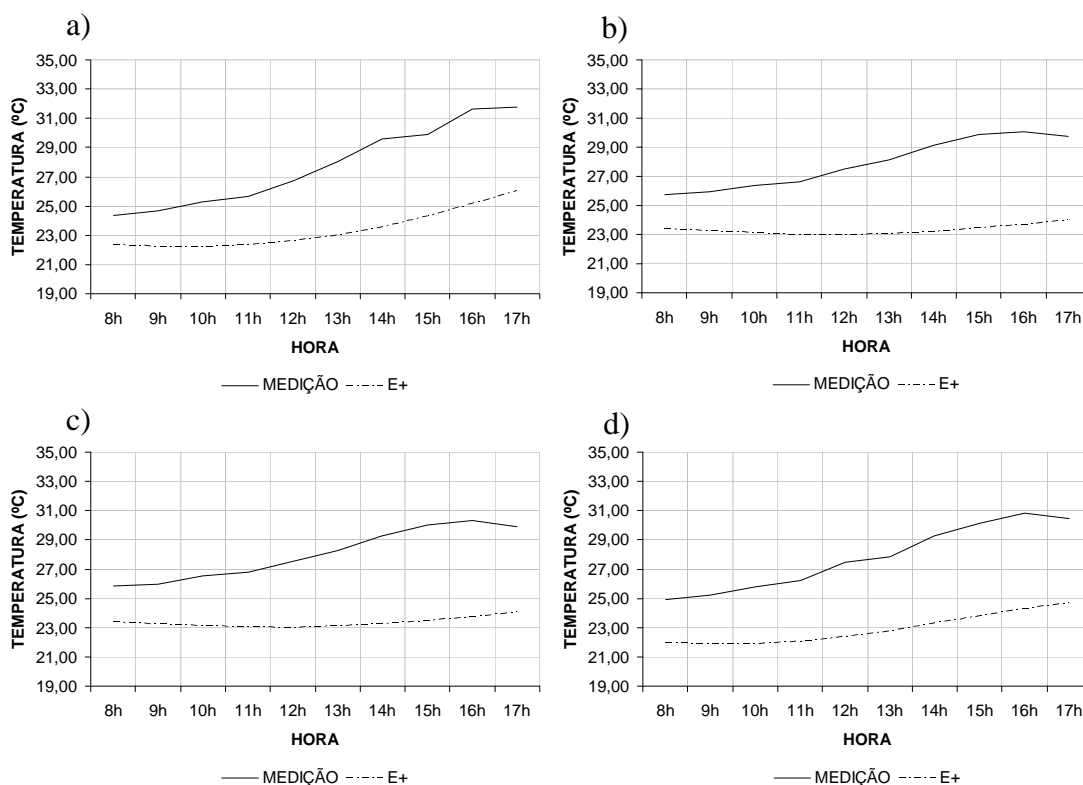 a)
TEMPERATURA (ºC)
35,00
33,00
31,00
29,00
27,00
25,00
23,00
21,00
19,00
8h 9h 10h 11h 12h 13h 14h 15h 16h 17h
HORA
MEDIÇÃO E+
b)
TEMPERATURA (ºC)
35,00
33,00
31,00
29,00
27,00
25,00
23,00
21,00
19,00
8h 9h 10h 11h 12h 13h 14h 15h 16h 17h
HORA
MEDIÇÃO E+
c)
TEMPERATURA (ºC)
35,00
33,00
31,00
29,00
27,00
25,00
23,00
21,00
19,00
8h 9h 10h 11h 12h 13h 14h 15h 16h 17h
HORA
MEDIÇÃO E+
d)
TEMPERATURA (ºC)
35,00
33,00
31,00
29,00
27,00
25,00
23,00
21,00
19,00
8h 9h 10h 11h 12h 13h 14h 15h 16h 17h
HORA
MEDIÇÃO E+